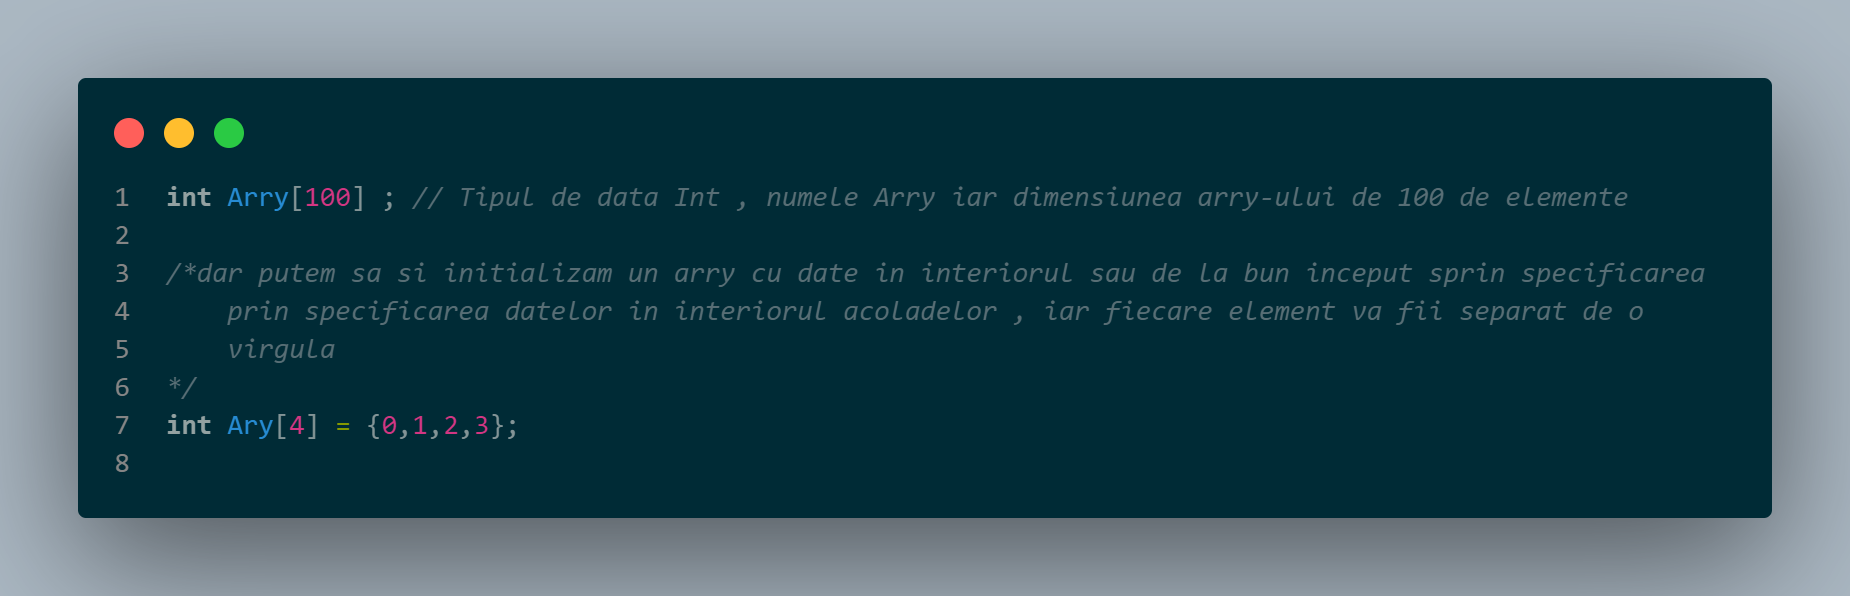 1 int Arry[100] ; // Tipul de data Int , numele Arry iar dimensiunea arry-ului de 100 de elemente
2
3 /*dar putem sa si initializam un arry cu date in interiorul sau de la bun inceput sprin specificarea
4 prin specificarea datelor in interiorul acoladelor , iar fiecare element va fii separat de o
5 virgula
6 */
7 int Ary[4] = {0,1,2,3};
8